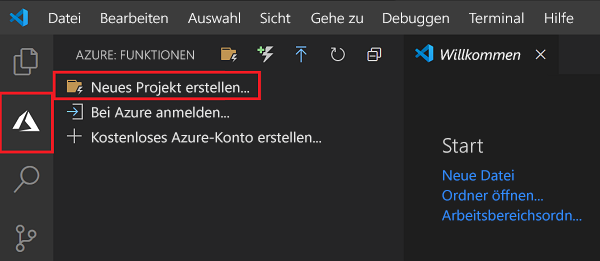 Datei Bearbeiten Auswahl Sicht Gehe zu Debuggen Terminal Hilfe
AZURE: FUNKTIONEN
Willkommen
Neues Projekt erstellen...
Bei Azure anmelden...
Kostenloses Azure-Konto erstellen...
Start
Neue Datei
Ordner öffnen...
Arbeitsbereichsordn...